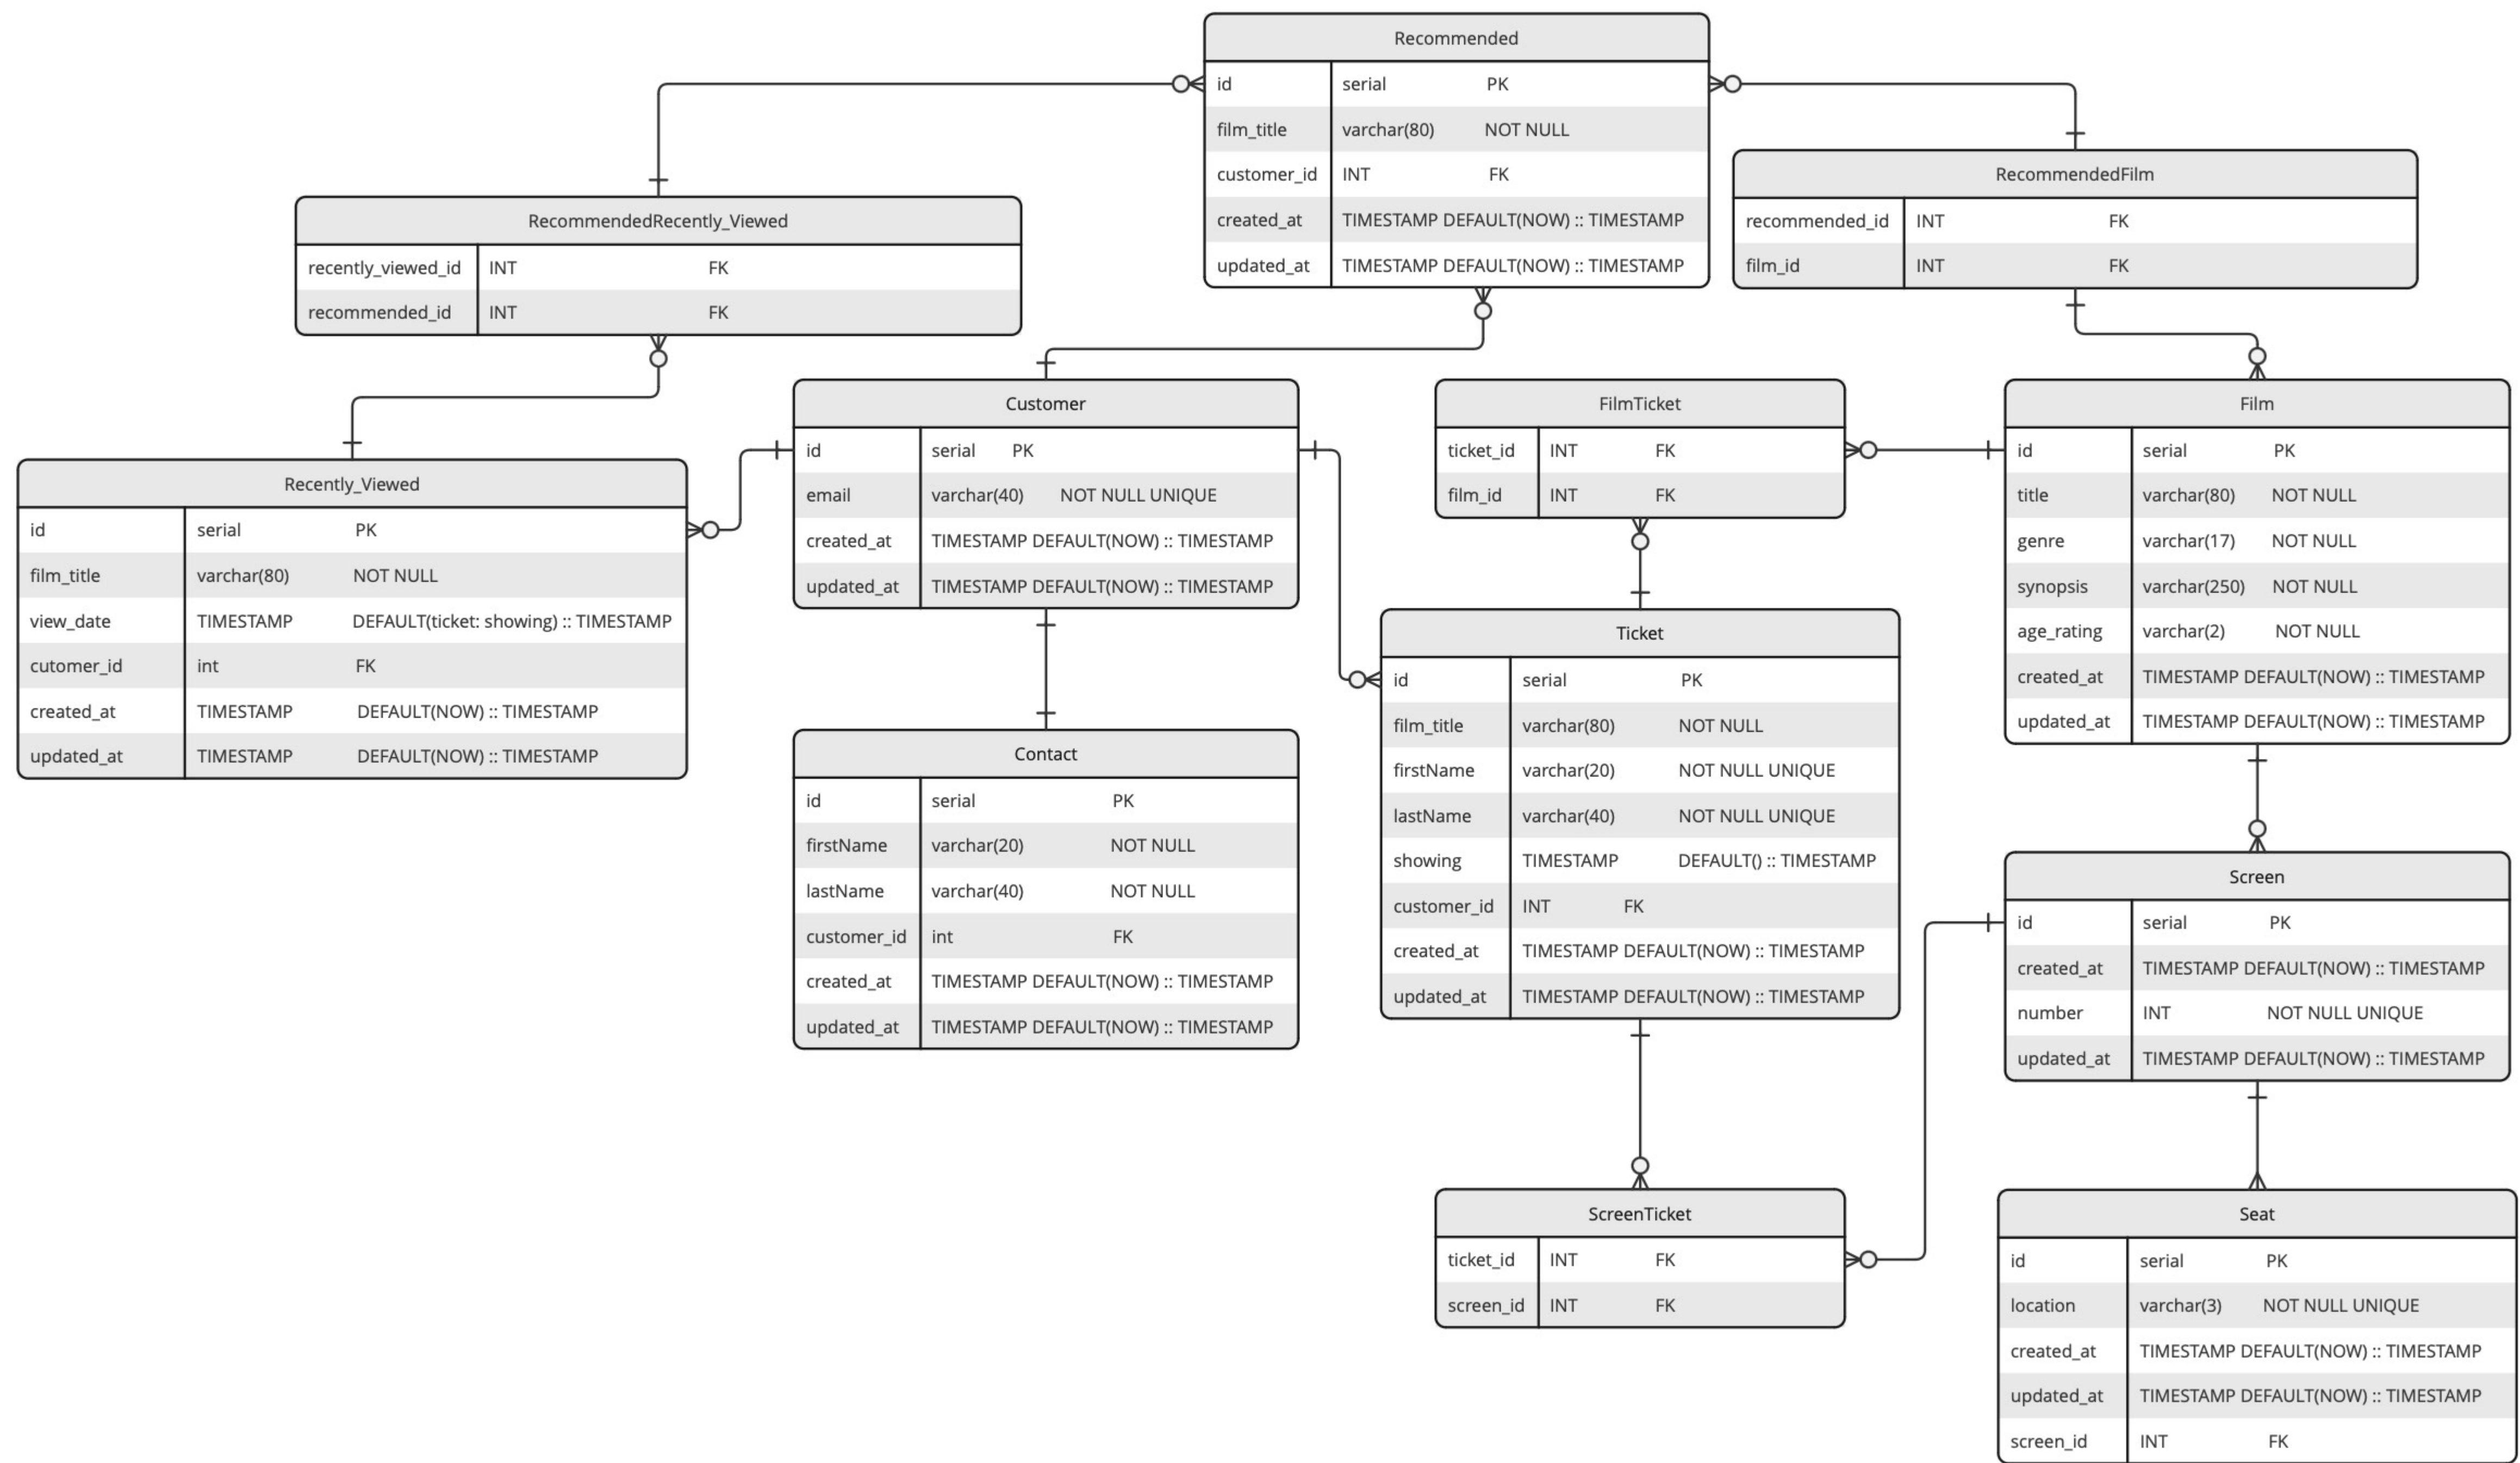 Recommended
id serial PK
film_title varchar(80) NOT NULL
customer_id INT FK
created_at TIMESTAMP DEFAULT(NOW) :: TIMESTAMP
updated_at TIMESTAMP DEFAULT(NOW) :: TIMESTAMP
RecommendedFilm
recommended_id INT FK
film_id INT FK
RecommendedRecently_Viewed
recently_viewed_id INT FK
recommended_id INT FK
Recently_Viewed
id serial PK
film_title varchar(80) NOT NULL
view_date TIMESTAMP DEFAULT(ticket: showing) :: TIMESTAMP
cutomer_id int FK
created_at TIMESTAMP DEFAULT(NOW) :: TIMESTAMP
updated_at TIMESTAMP DEFAULT(NOW) :: TIMESTAMP
Customer
id serial PK
email varchar(40) NOT NULL UNIQUE
created_at TIMESTAMP DEFAULT(NOW) :: TIMESTAMP
updated_at TIMESTAMP DEFAULT(NOW) :: TIMESTAMP
Contact
id serial PK
firstName varchar(20) NOT NULL
lastName varchar(40) NOT NULL
customer_id int FK
created_at TIMESTAMP DEFAULT(NOW) :: TIMESTAMP
updated_at TIMESTAMP DEFAULT(NOW) :: TIMESTAMP
FilmTicket
ticket_id INT FK
film_id INT FK
Ticket
id serial PK
film_title varchar(80) NOT NULL
firstName varchar(20) NOT NULL UNIQUE
lastName varchar(40) NOT NULL UNIQUE
showing TIMESTAMP DEFAULT() :: TIMESTAMP
customer_id INT FK
created_at TIMESTAMP DEFAULT(NOW) :: TIMESTAMP
updated_at TIMESTAMP DEFAULT(NOW) :: TIMESTAMP
ScreenTicket
ticket_id INT FK
screen_id INT FK
Film
id serial PK
title varchar(80) NOT NULL
genre varchar(17) NOT NULL
synopsis varchar(250) NOT NULL
age_rating varchar(2) NOT NULL
created_at TIMESTAMP DEFAULT(NOW) :: TIMESTAMP
updated_at TIMESTAMP DEFAULT(NOW) :: TIMESTAMP
Screen
id serial PK
created_at TIMESTAMP DEFAULT(NOW) :: TIMESTAMP
number INT NOT NULL UNIQUE
updated_at TIMESTAMP DEFAULT(NOW) :: TIMESTAMP
Seat
id serial PK
location varchar(3) NOT NULL UNIQUE
created_at TIMESTAMP DEFAULT(NOW) :: TIMESTAMP
updated_at TIMESTAMP DEFAULT(NOW) :: TIMESTAMP
screen_id INT FK